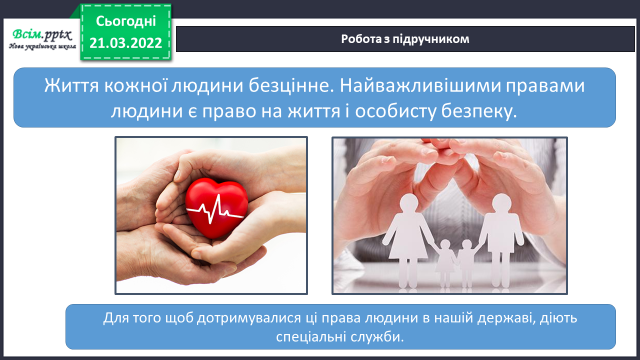 Всім.pptx
Нова українська школа
Сьогодні
21.03.2022
Робота з підручником
Життя кожної людини безцінне. Найважливішими правами
людини є право на життя і особисту безпеку.
Для того щоб дотримувалися ці права людини в нашій державі, діють
спеціальні служби.